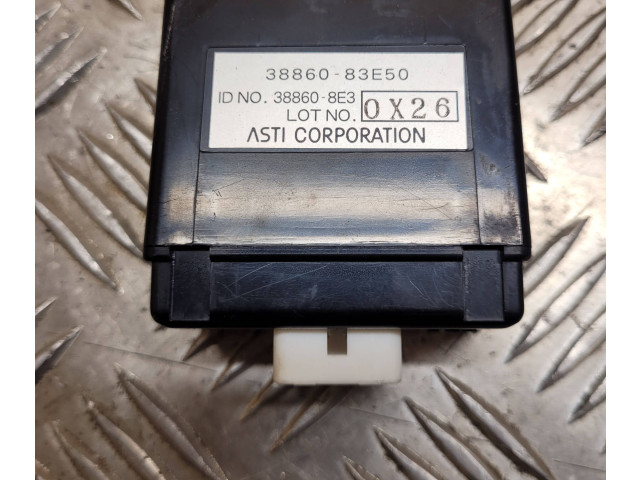 38860-83E50
ID NO. 38860-8E3
LOT NO. 0X26
ASTI CORPORATION